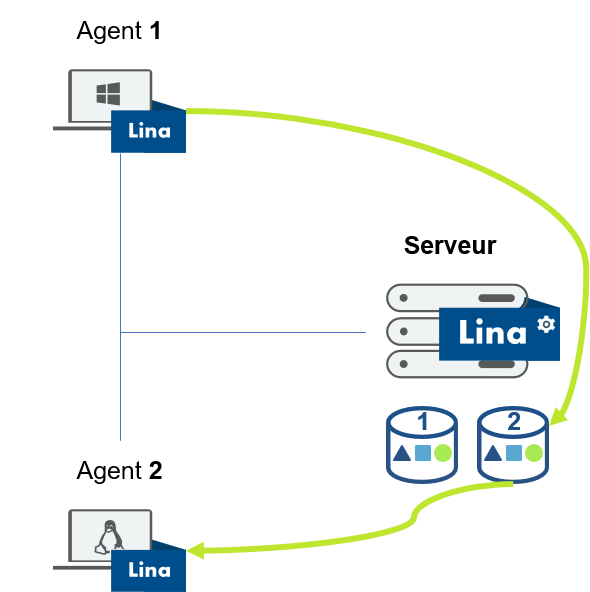 Agent 1
Lina
Serveur
Lina
1
2
Agent 2
Lina